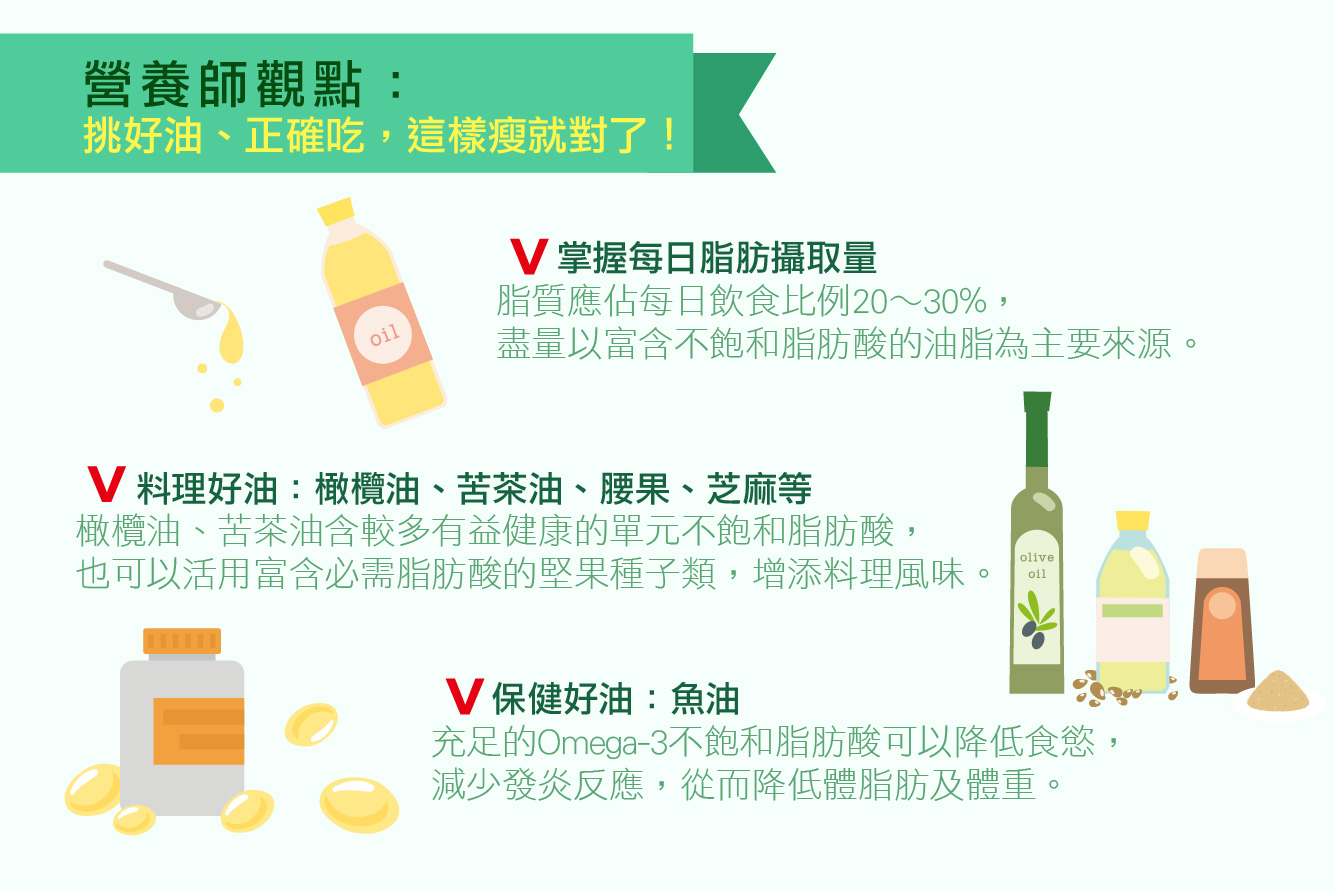 營養師觀點：
挑好油、正確吃，這樣瘦就對了！
oil
V 掌握每日脂肪攝取量
脂質應佔每日飲食比例20～30%，
盡量以富含不飽和脂肪酸的油脂為主要來源。
V 料理好油：橄欖油、苦茶油、腰果、芝麻等
橄欖油、苦茶油含較多有益健康的單元不飽和脂肪酸，
也可以活用富含必需脂肪酸的堅果種子類，增添料理風味。
olive
oil
V 保健好油：魚油
充足的Omega-3不飽和脂肪酸可以降低食慾，
減少發炎反應，從而降低體脂肪及體重。